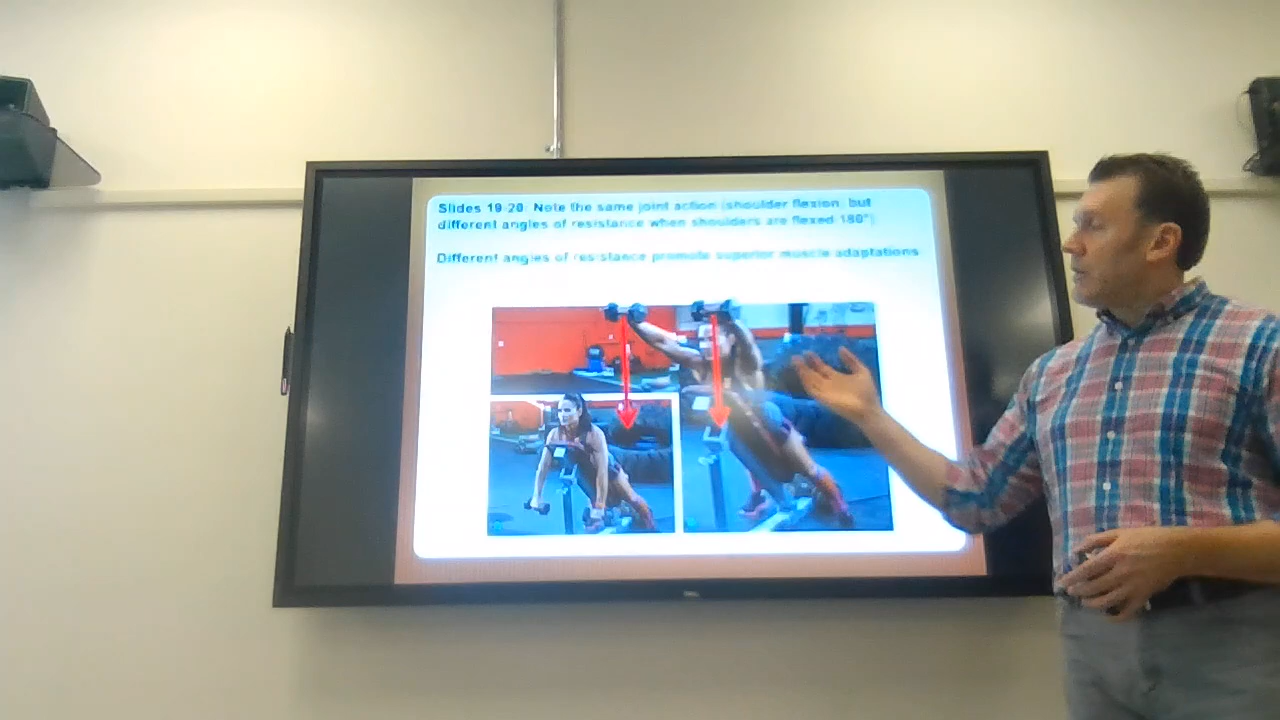 Slides 19-20: Note the same joint action (shoulder flexion, but
different angles of resistance when shoulders are flexed 180°)
Different angles of resistance promote superior muscle adaptations